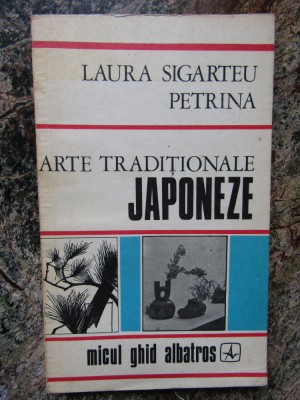 LAURA SIGARTEU
PETRINA
ARTE TRADIȚIONALE
JAPONEZE
micul ghid albatros